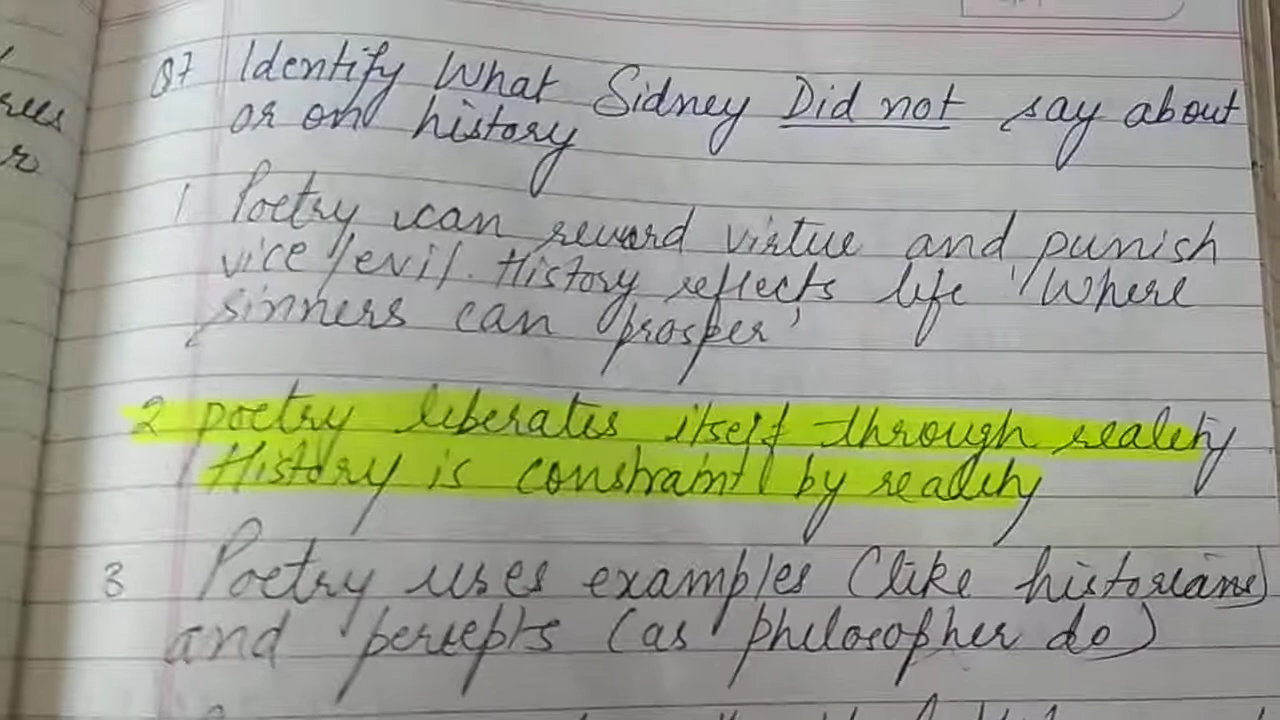 rees
r
Q7 Identify What Sidney Did not say about
or on history
1 Poetry can reward virtue and punish
vice/evil. History reflects life 'Where
sinners can prosper'
2 poetry liberates itself through reality
History is constraint by reality
3 Poetry uses examples (like historians)
and percepts (as philosopher do)